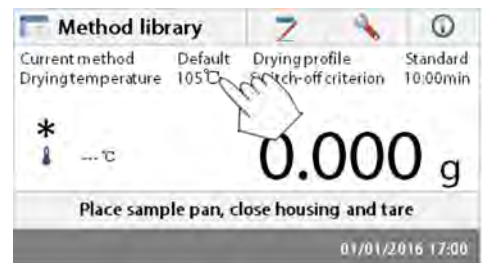 Method library
Current method Default Drying profile Standard
Drying temperature 105℃ Switch-off criterion 10:00min
*
--- ℃
0.000 g
Place sample pan, close housing and tare
01/01/2016 17:00